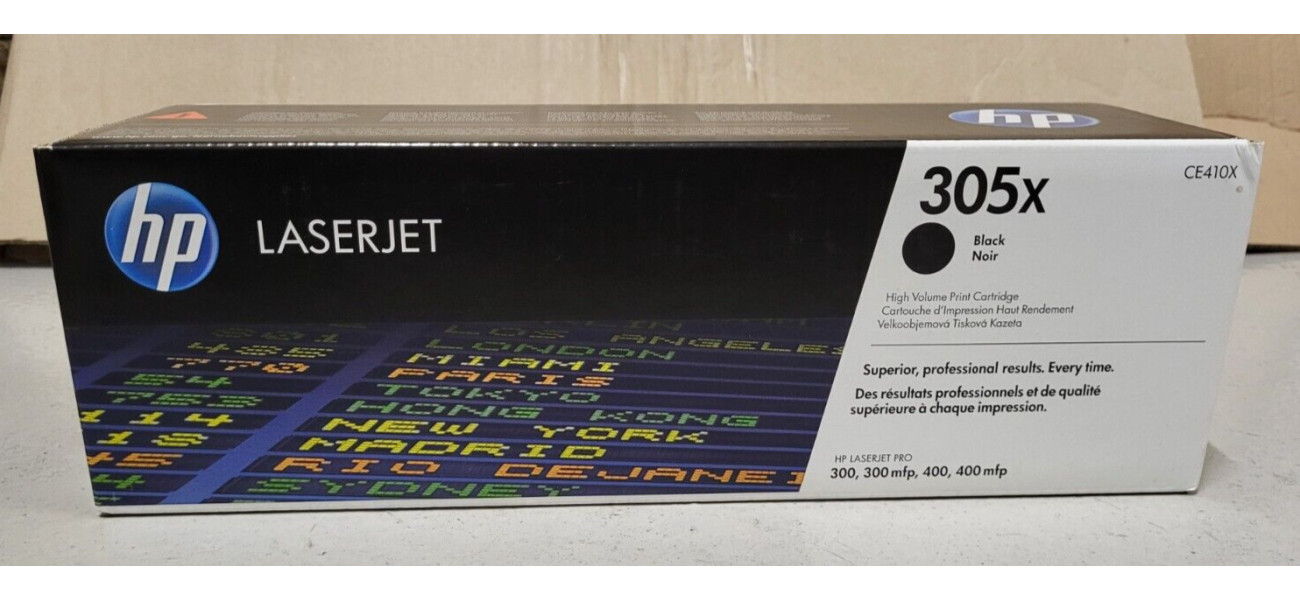 hp
hp
LASERJET
305x
CE410X
Black
Noir
High Volume Print Cartridge
Cartouche d'Impression Haut Rendement
Velkoobjemová Tisková Kazeta
Superior, professional results. Every time.
Des résultats professionnels et de qualité
supérieure à chaque impression.
HP LASERJET PRO
300, 300 mfp, 400, 400 mfp
ANGELES
LONDON
MIAMI
PARIS
TOKYO
HONG KONG
114 NEW YORK
MADRID
RIO DEJANEI
SYDNEY